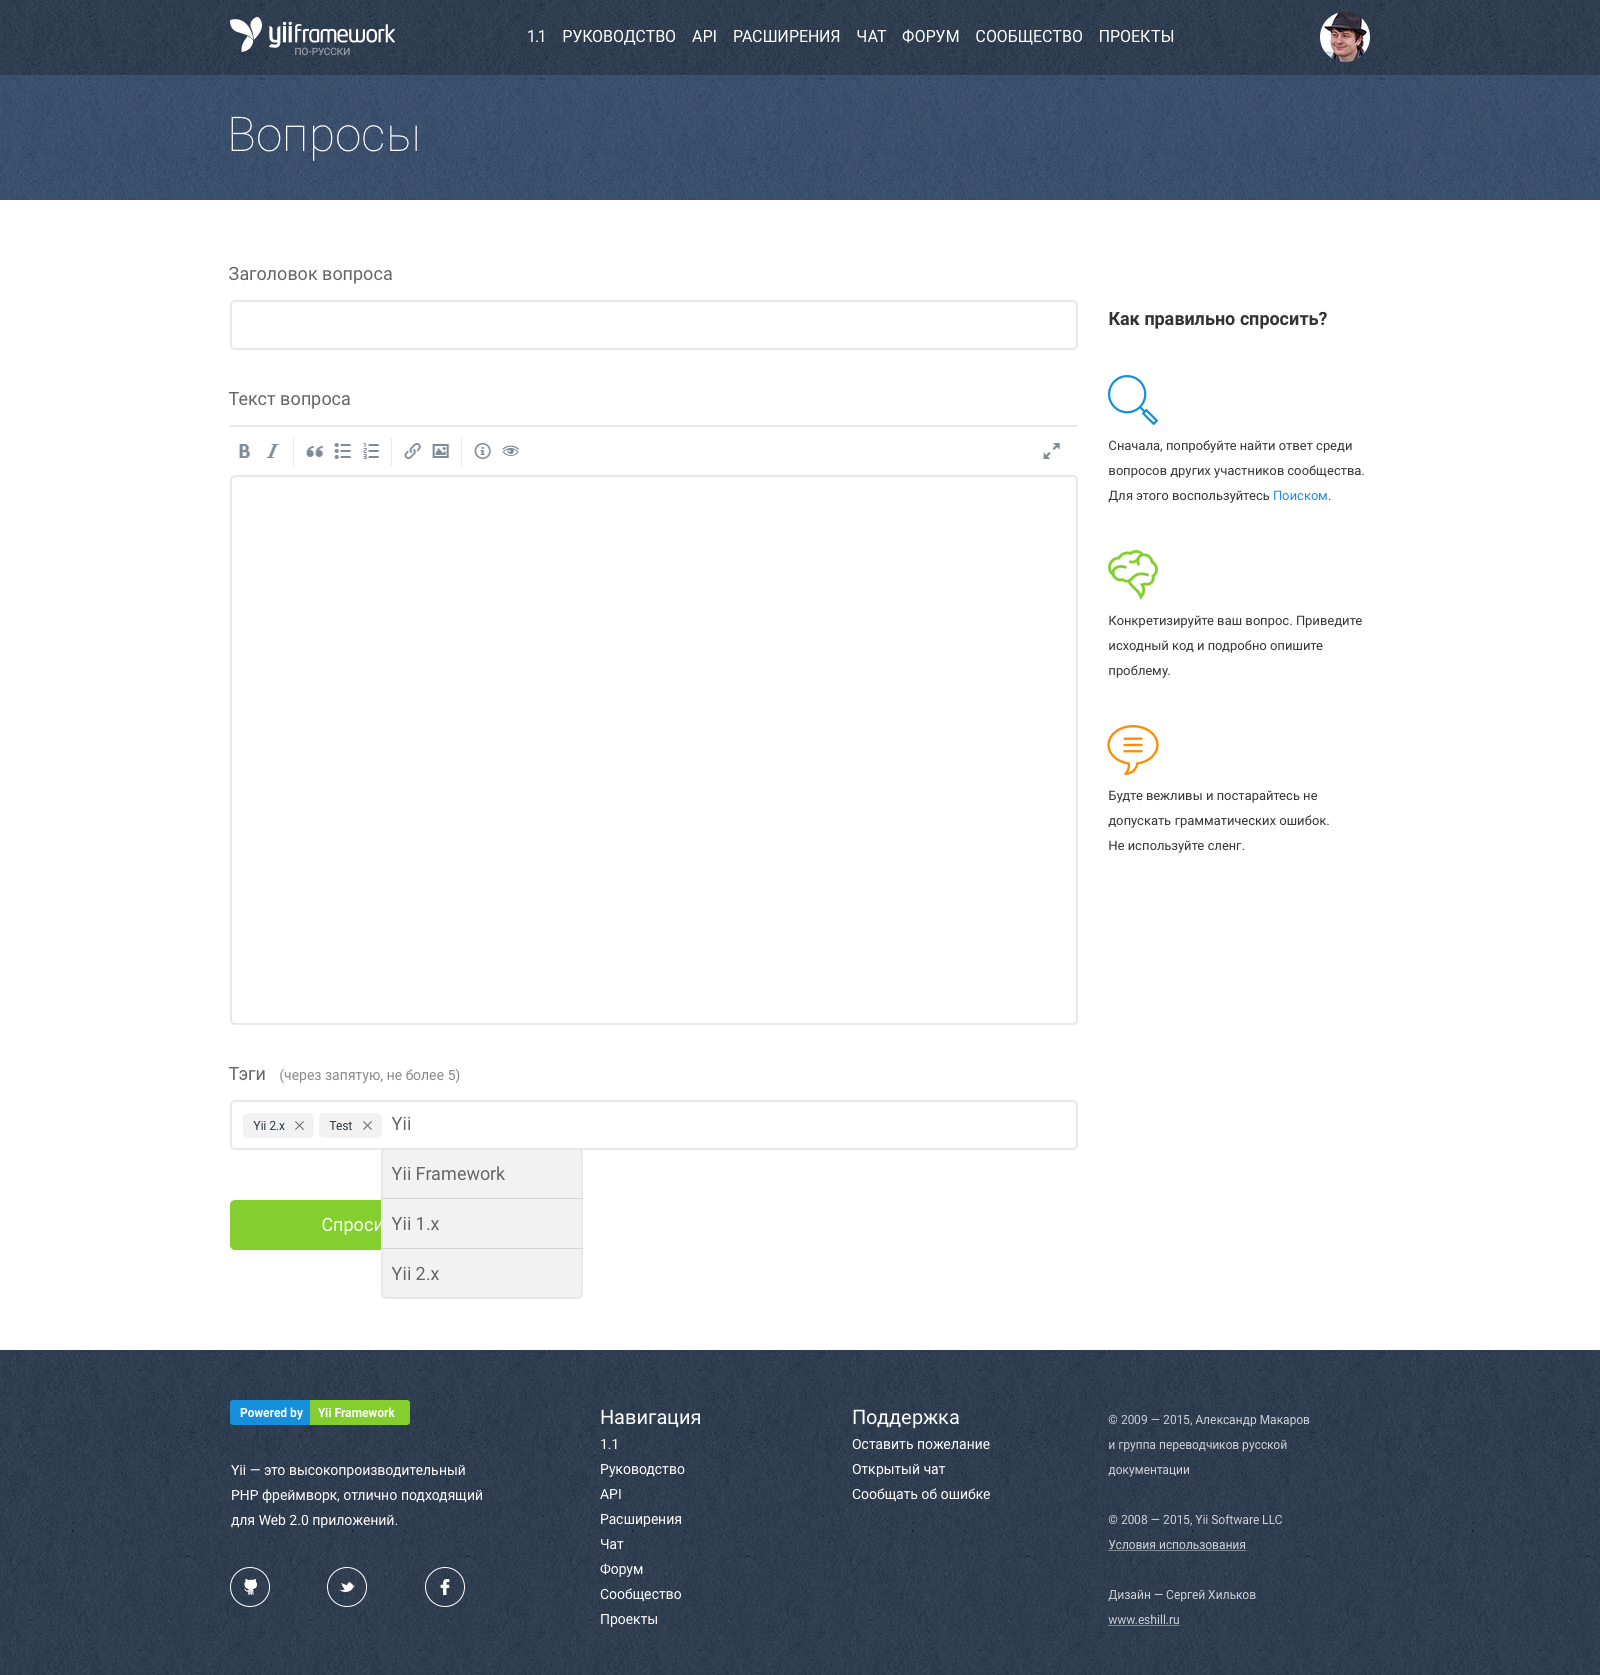 yiiframework
ПО-РУССКИ
1.1 РУКОВОДСТВО API РАСШИРЕНИЯ ЧАТ ФОРУМ СООБЩЕСТВО ПРОЕКТЫ
Вопросы
Заголовок вопроса
Текст вопроса
Тэги (через запятую, не более 5)
Yii 2.x Test Yii
Yii Framework
Yii 1.x
Yii 2.x
Спроси
Как правильно спросить?
Сначала, попробуйте найти ответ среди
вопросов других участников сообщества.
Для этого воспользуйтесь Поиском.
Конкретизируйте ваш вопрос. Приведите
исходный код и подробно опишите
проблему.
Будте вежливы и постарайтесь не
допускать грамматических ошибок.
Не используйте сленг.
Powered by Yii Framework
Yii — это высокопроизводительный
PHP фреймворк, отлично подходящий
для Web 2.0 приложений.
Навигация
1.1
Руководство
API
Расширения
Чат
Форум
Сообщество
Проекты
Поддержка
Оставить пожелание
Открытый чат
Сообщать об ошибке
© 2009 — 2015, Александр Макаров
и группа переводчиков русской
документации
© 2008 — 2015, Yii Software LLC
Условия использования
Дизайн — Сергей Хильков
www.eshill.ru